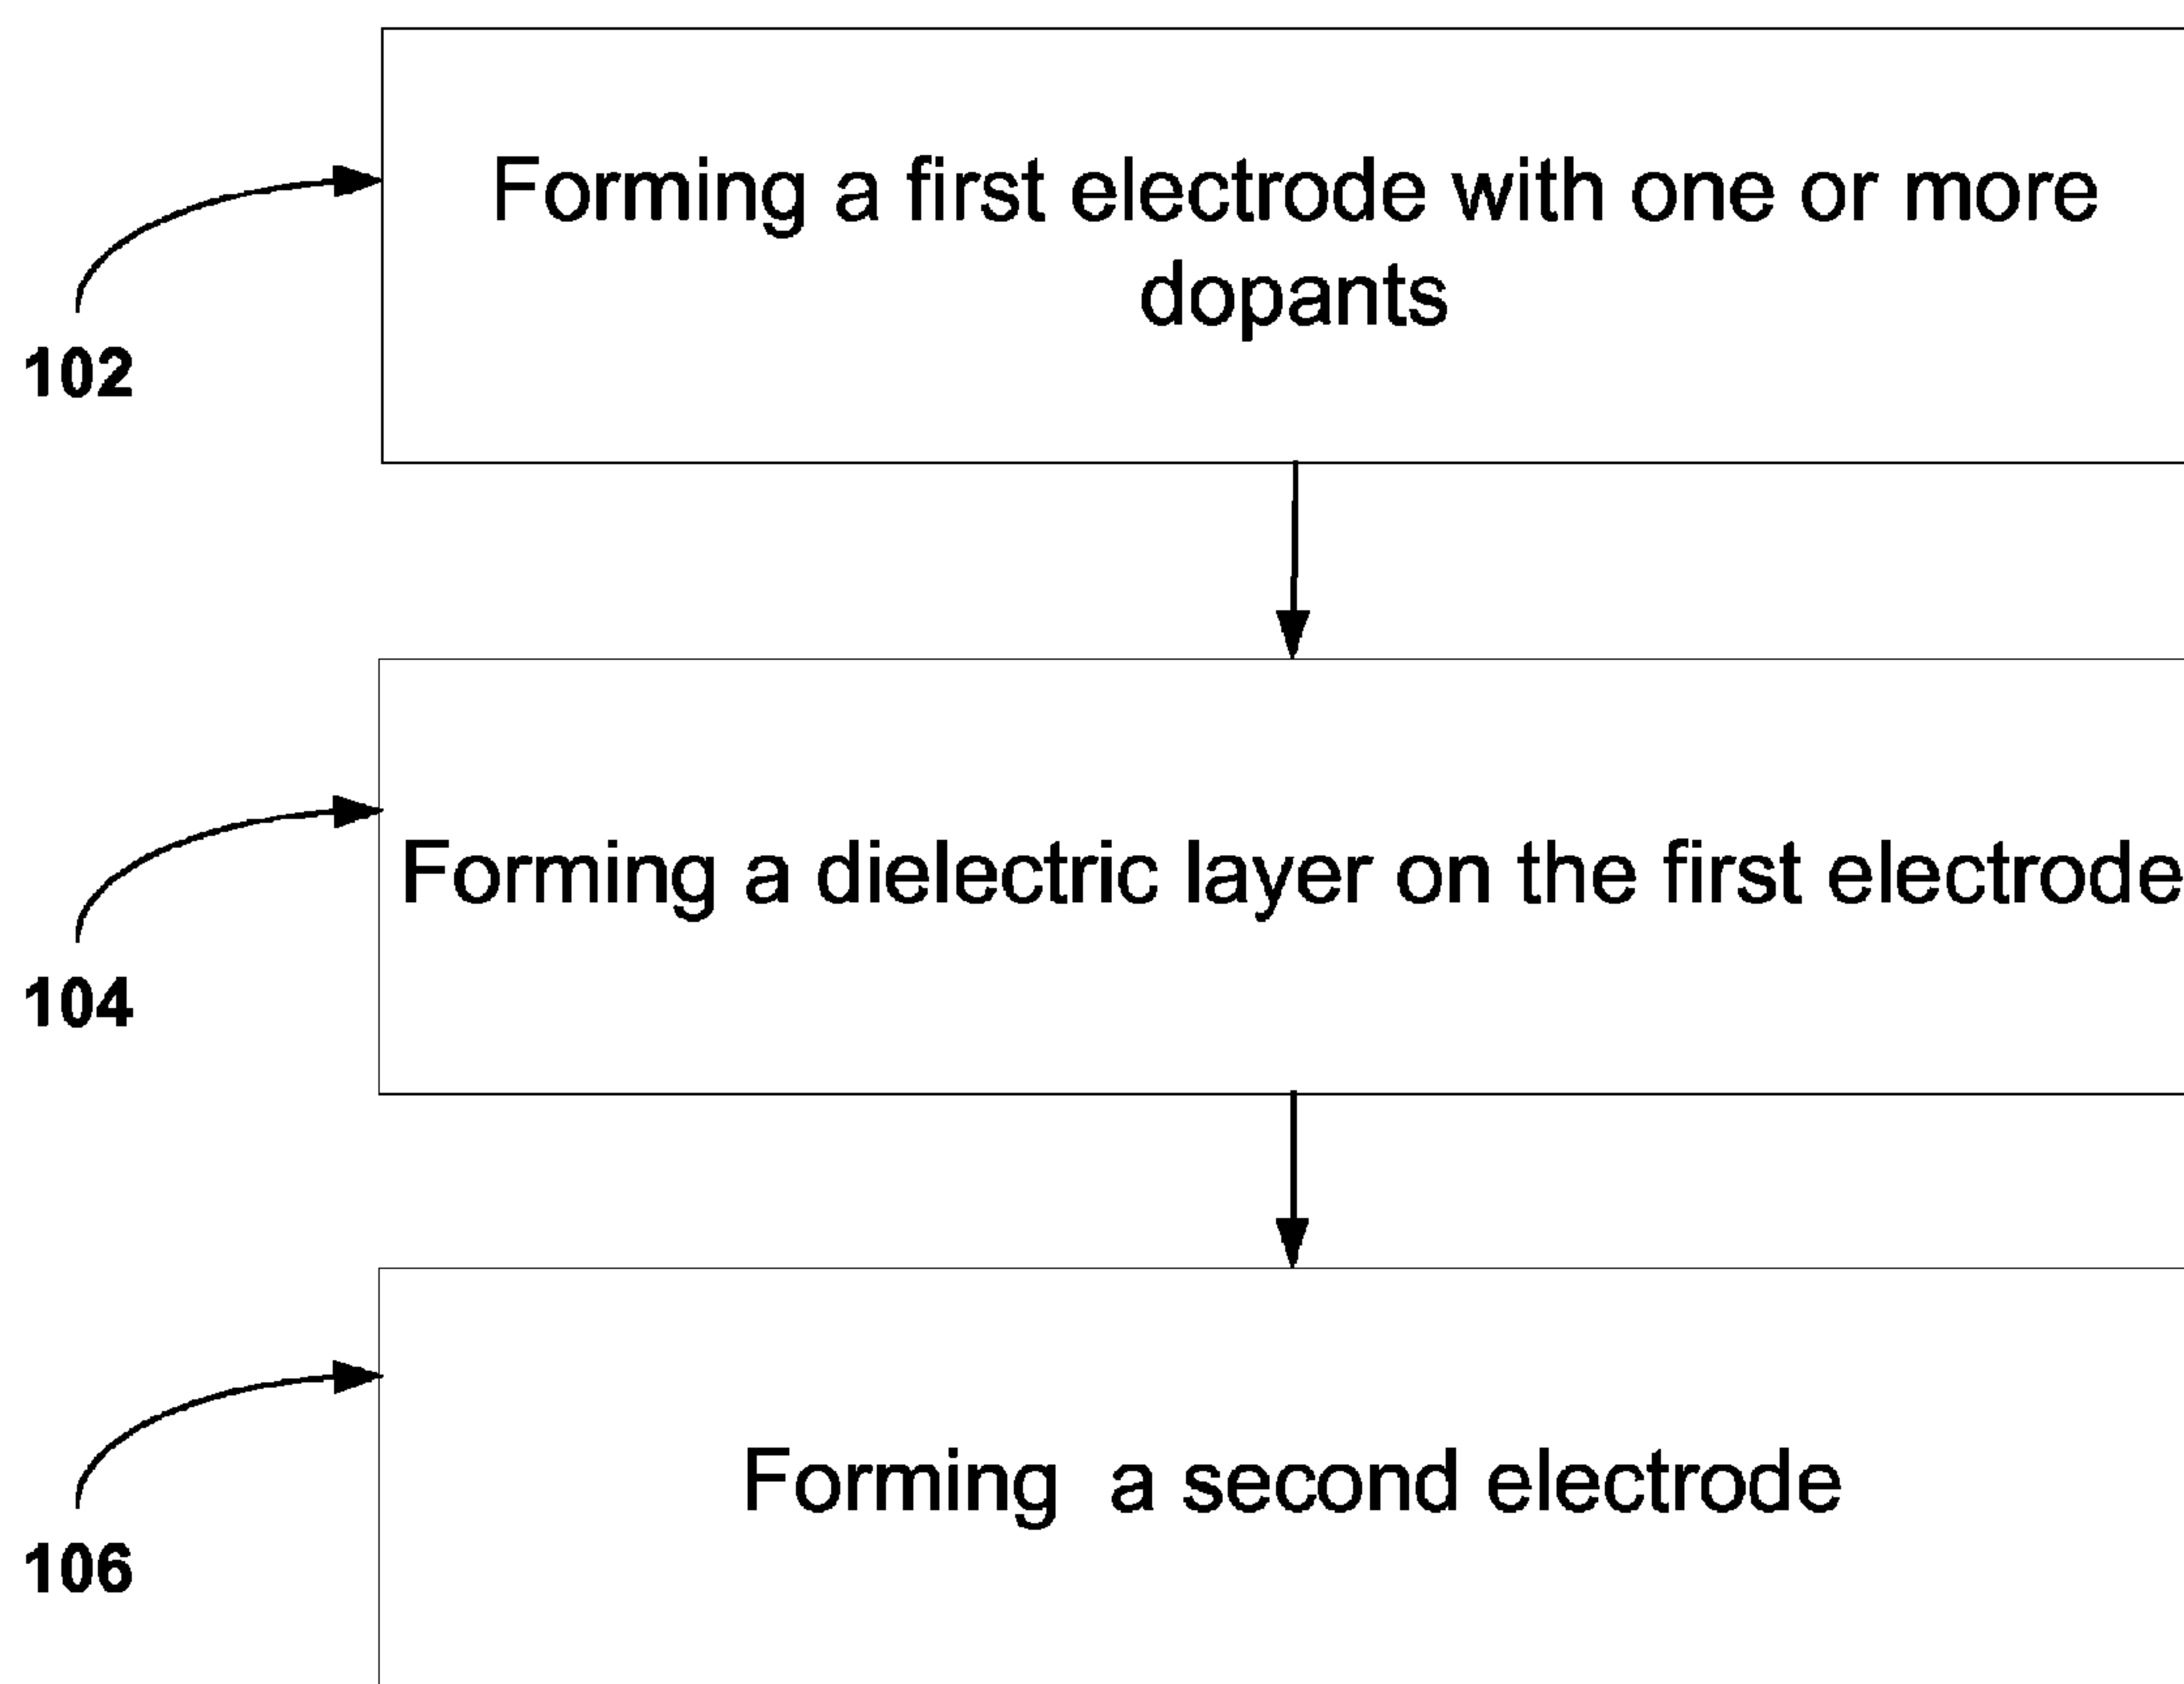 Forming a first electrode with one or more
dopants
102
Forming a dielectric layer on the first electrode
104
Forming a second electrode
106